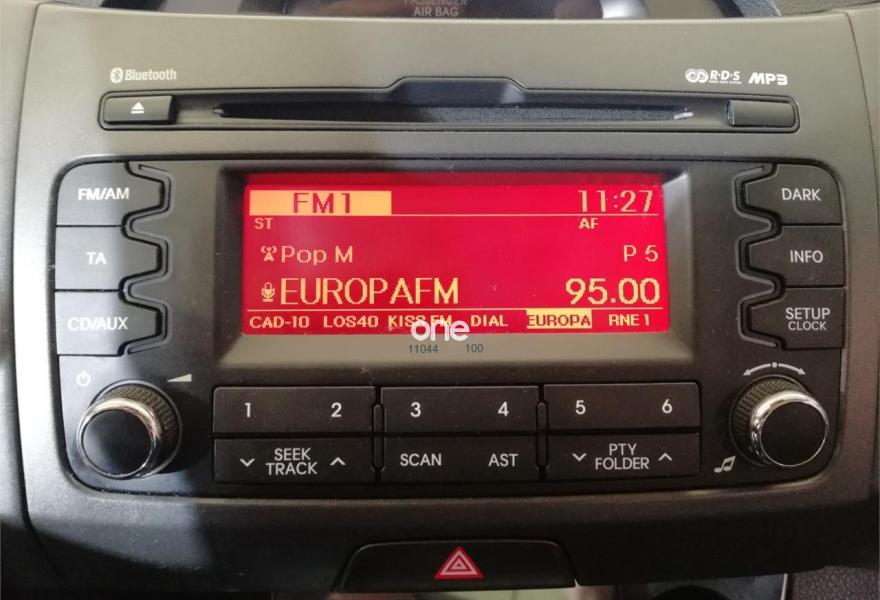 PASSENGER
AIR BAG
Bluetooth
R·D·S MP3
FM/AM
TA
CD/AUX
FM1 11:27
ST AF
Pop M P 5
EUROPAFM 95.00
CAD-10 LOS40 KISS FM DIAL EUROPA RNE1
one
11044 100
DARK
INFO
SETUP
CLOCK
1 2 3 4 5 6
SEEK
TRACK
SCAN AST
PTY
FOLDER